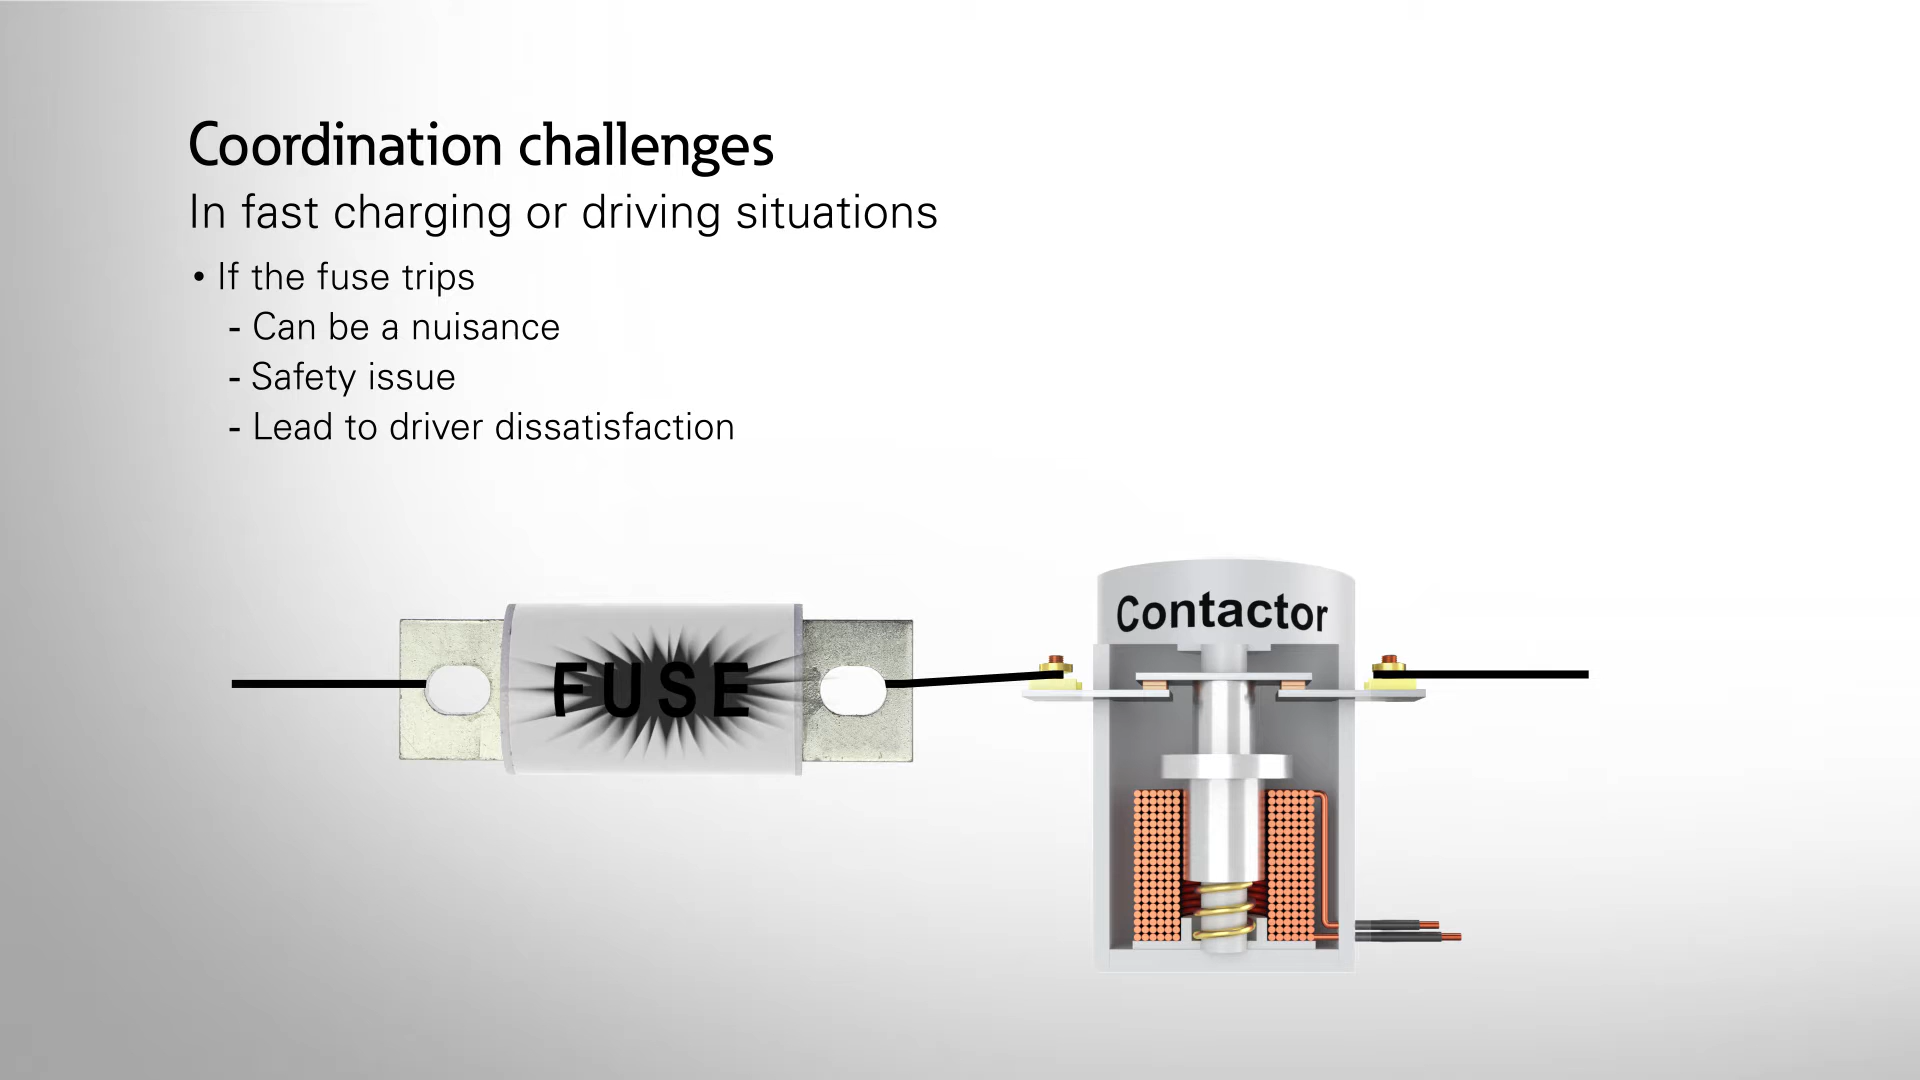 Coordination challenges
In fast charging or driving situations
• If the fuse trips
- Can be a nuisance
- Safety issue
- Lead to driver dissatisfaction
Contactor
FUSE